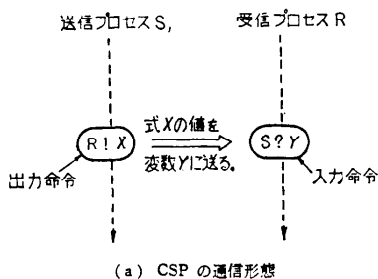 送信プロセスS,
受信プロセスR
R!X
式Xの値を
変数Yに送る。
S?Y
出力命令
入力命令
(a) CSP の通信形態